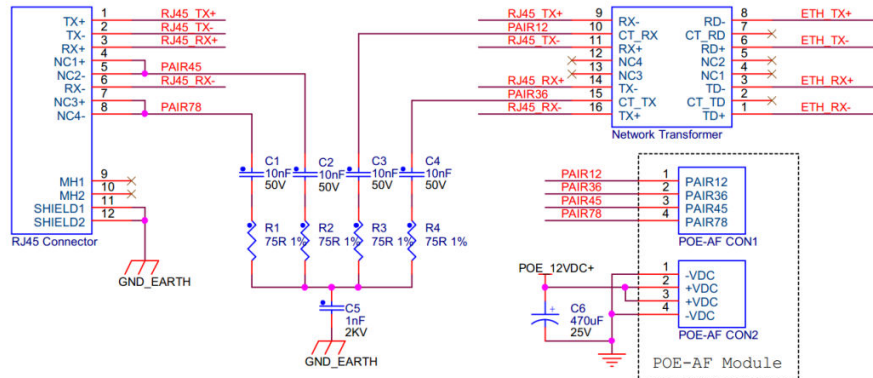 TX+ 1 RJ45_TX+
TX- 2 RJ45_TX-
RX+ 3 RJ45_RX+
NC1+ 4
NC2- 5 PAIR45
RX- 6 RJ45_RX-
NC3+ 7
NC4- 8 PAIR78
MH1 9
MH2 10
SHIELD1 11
SHIELD2 12
RJ45 Connector
GND_EARTH
C1
10nF
50V
C2
10nF
50V
C3
10nF
50V
C4
10nF
50V
R1
75R 1%
R2
75R 1%
R3
75R 1%
R4
75R 1%
C5
1nF
2KV
GND_EARTH
RJ45_TX+ 9 RX- RD- 8 ETH_TX+
PAIR12 10 CT_RX CT_RD 7
RJ45_TX- 11 RX+ RD+ 6 ETH_TX-
12 NC4 NC2 5
13 NC3 NC1 4
RJ45_RX+ 14 TX- TD- 3 ETH_RX+
PAIR36 15 CT_TX CT_TD 2
RJ45_RX- 16 TX+ TD+ 1 ETH_RX-
Network Transformer
PAIR12 1 PAIR12
PAIR36 2 PAIR36
PAIR45 3 PAIR45
PAIR78 4 PAIR78
POE-AF CON1
POE_12VDC+
1 -VDC
2 +VDC
3 +VDC
4 -VDC
POE-AF CON2
C6
470uF
25V
POE-AF Module